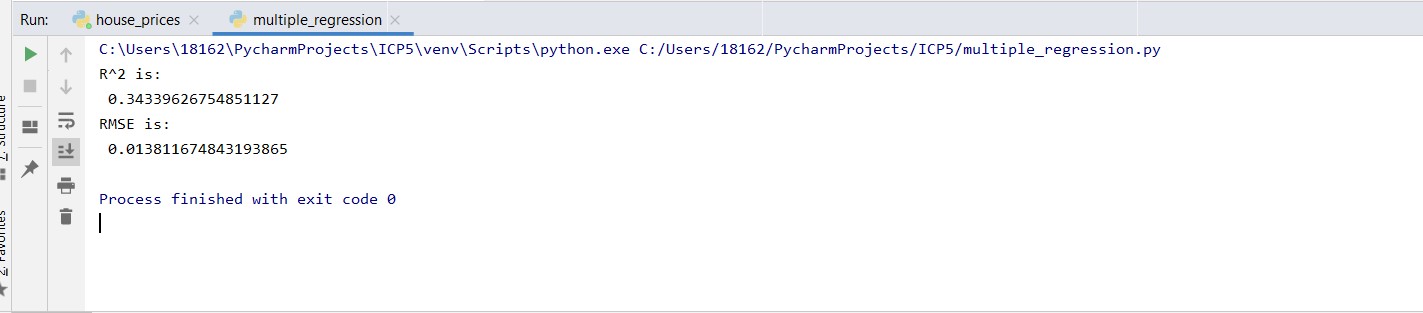 Run: house_prices multiple_regression
C:\Users\18162\PycharmProjects\ICP5\venv\Scripts\python.exe C:/Users/18162/PycharmProjects/ICP5/multiple_regression.py
R^2 is:
0.34339626754851127
RMSE is:
0.013811674843193865
Process finished with exit code 0
Z: Structure
2: Favorites